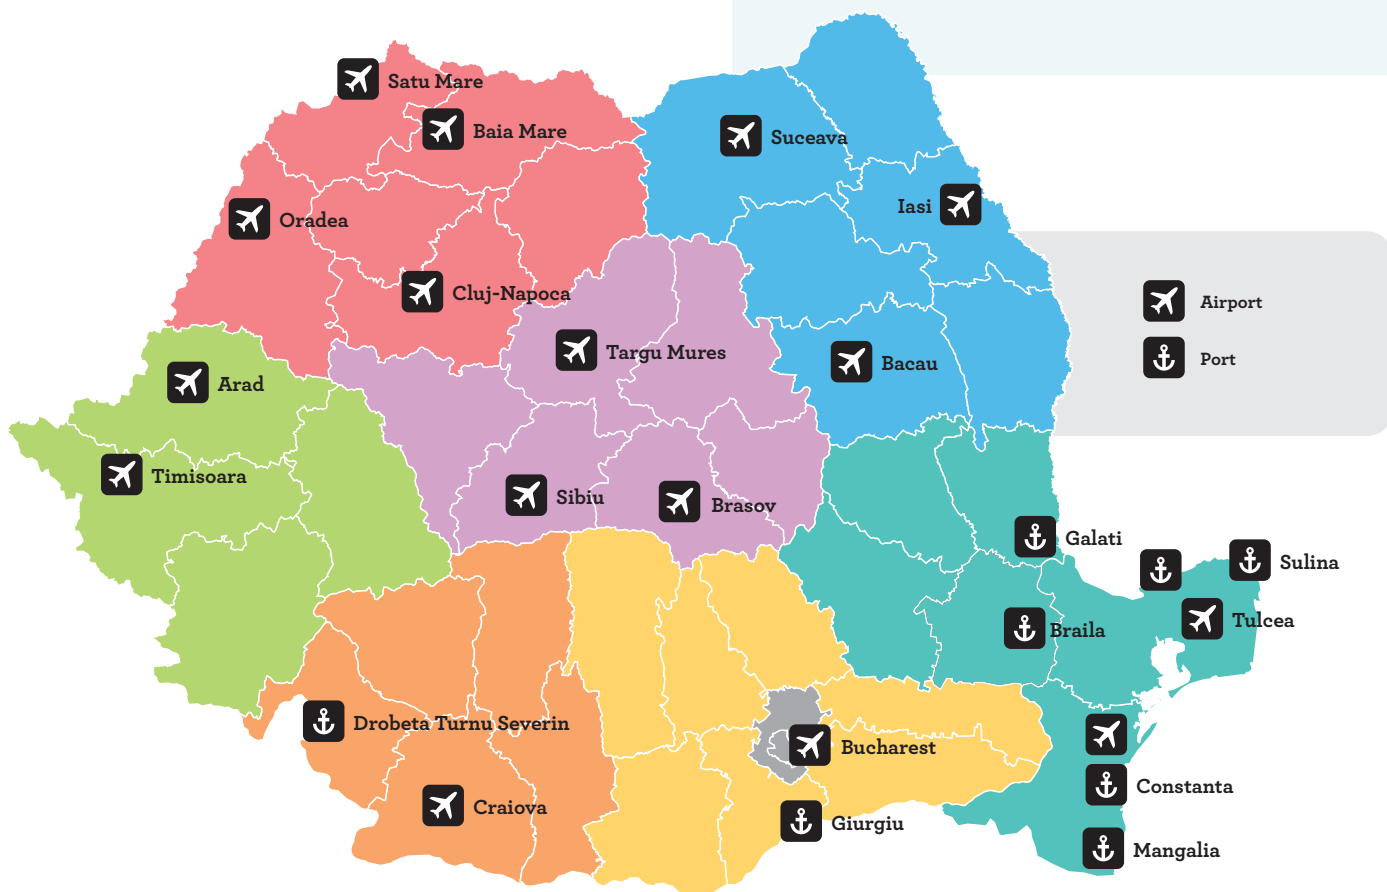 Satu Mare
Baia Mare
Suceava
Iasi
Oradea
Cluj-Napoca
Airport
Targu Mures
Port
Bacau
Arad
Timisoara
Sibiu
Brasov
Galati
Sulina
Tulcea
Braila
Drobeta Turnu Severin
Bucharest
Constanta
Craiova
Giurgiu
Mangalia